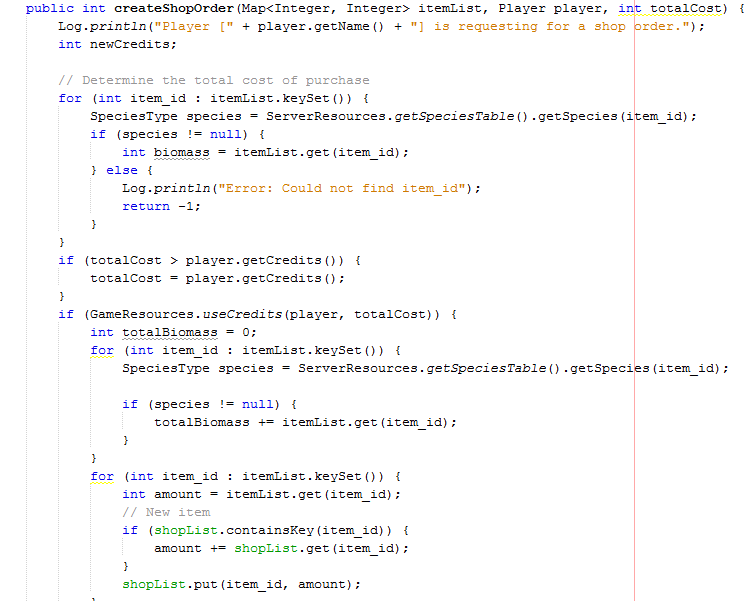 public int createShopOrder(Map<Integer, Integer> itemList, Player player, int totalCost) {
Log.println("Player [" + player.getName() + "] is requesting for a shop order.");
int newCredits;
// Determine the total cost of purchase
for (int item_id : itemList.keySet()) {
SpeciesType species = ServerResources.getSpeciesTable().getSpecies(item_id);
if (species != null) {
int biomass = itemList.get(item_id);
} else {
Log.println("Error: Could not find item_id");
return -1;
}
}
if (totalCost > player.getCredits()) {
totalCost = player.getCredits();
}
if (GameResources.useCredits(player, totalCost)) {
int totalBiomass = 0;
for (int item_id : itemList.keySet()) {
SpeciesType species = ServerResources.getSpeciesTable().getSpecies(item_id);
if (species != null) {
totalBiomass += itemList.get(item_id);
}
}
for (int item_id : itemList.keySet()) {
int amount = itemList.get(item_id);
// New item
if (shopList.containsKey(item_id)) {
amount += shopList.get(item_id);
}
shopList.put(item_id, amount);
}